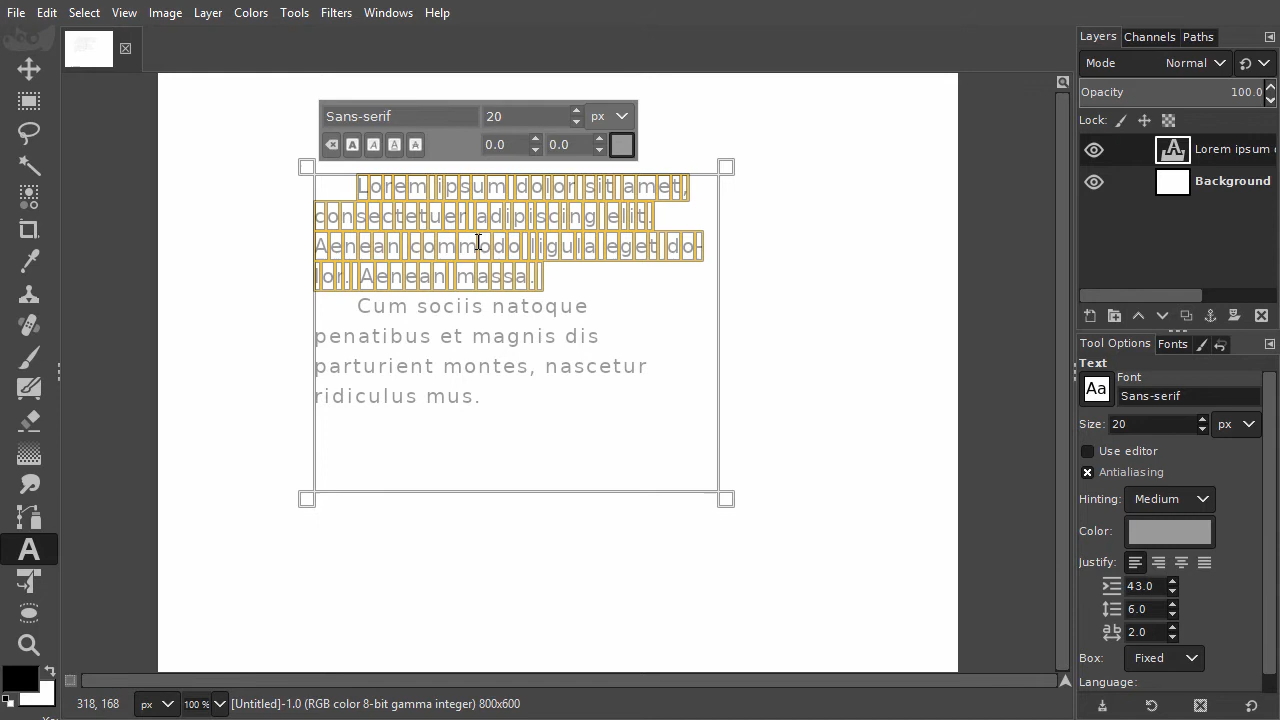 File Edit Select View Image Layer Colors Tools Filters Windows Help
Layers Channels Paths
Mode Normal
Opacity 100.0
Lock:
Lorem ipsum
Background
Sans-serif 20 px
0.0 0.0
Lorem ipsum dolor sit amet,
consectetuer adipiscing elit.
Aenean commodo ligula eget do-
lor. Aenean massa.
Cum sociis natoque
penatibus et magnis dis
parturient montes, nascetur
ridiculus mus.
Tool Options Fonts
Text
Aa
Font
Sans-serif
Size: 20 px
Use editor
Antialiasing
Hinting: Medium
Color:
Justify:
43.0
6.0
2.0
Box: Fixed
Language:
318, 168 px 100 % [Untitled]-1.0 (RGB color 8-bit gamma integer) 800x600